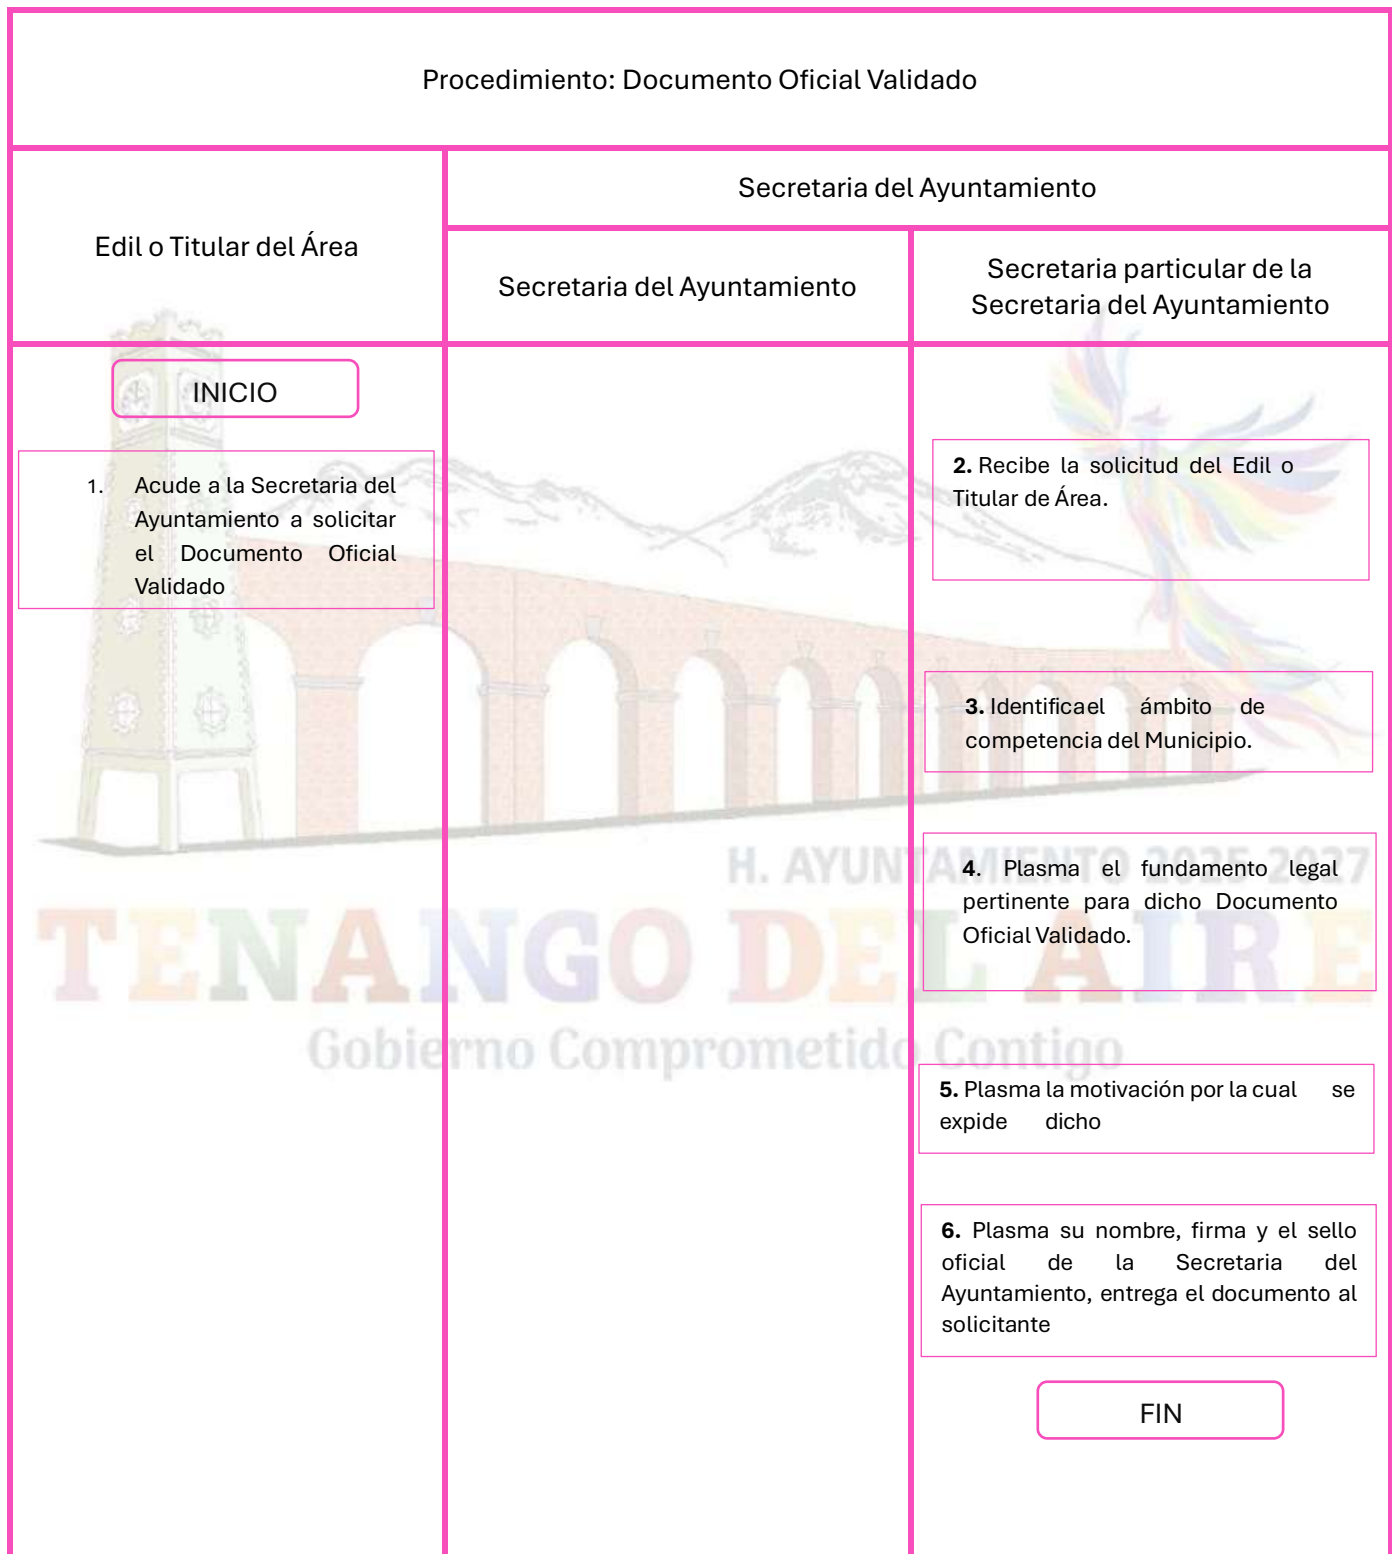 Procedimiento: Documento Oficial Validado
Edil o Titular del Área
Secretaria del Ayuntamiento
Secretaria del Ayuntamiento
Secretaria particular de la
Secretaria del Ayuntamiento
INICIO
1. Acude a la Secretaria del
Ayuntamiento a solicitar
el Documento Oficial
Validado
2. Recibe la solicitud del Edil o
Titular de Área.
3. Identificael ámbito de
competencia del Municipio.
4. Plasma el fundamento legal
pertinente para dicho Documento
Oficial Validado.
5. Plasma la motivación por la cual se
expide dicho
6. Plasma su nombre, firma y el sello
oficial de la Secretaria del
Ayuntamiento, entrega el documento al
solicitante
FIN
H. AYUNTAMIENTO 2025-2027
TENANGO DEL AIRE
Gobierno Comprometido Contigo